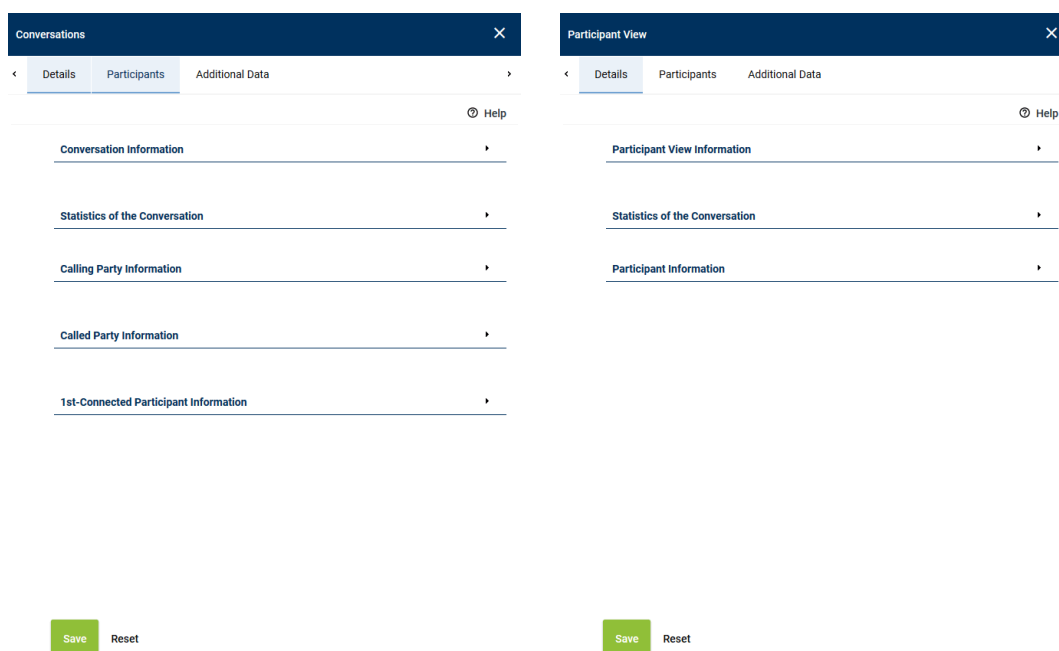 Conversations
Details Participants Additional Data
Help
Conversation Information
Statistics of the Conversation
Calling Party Information
Called Party Information
1st-Connected Participant Information
Save Reset
Participant View
Details Participants Additional Data
Help
Participant View Information
Statistics of the Conversation
Participant Information
Save Reset